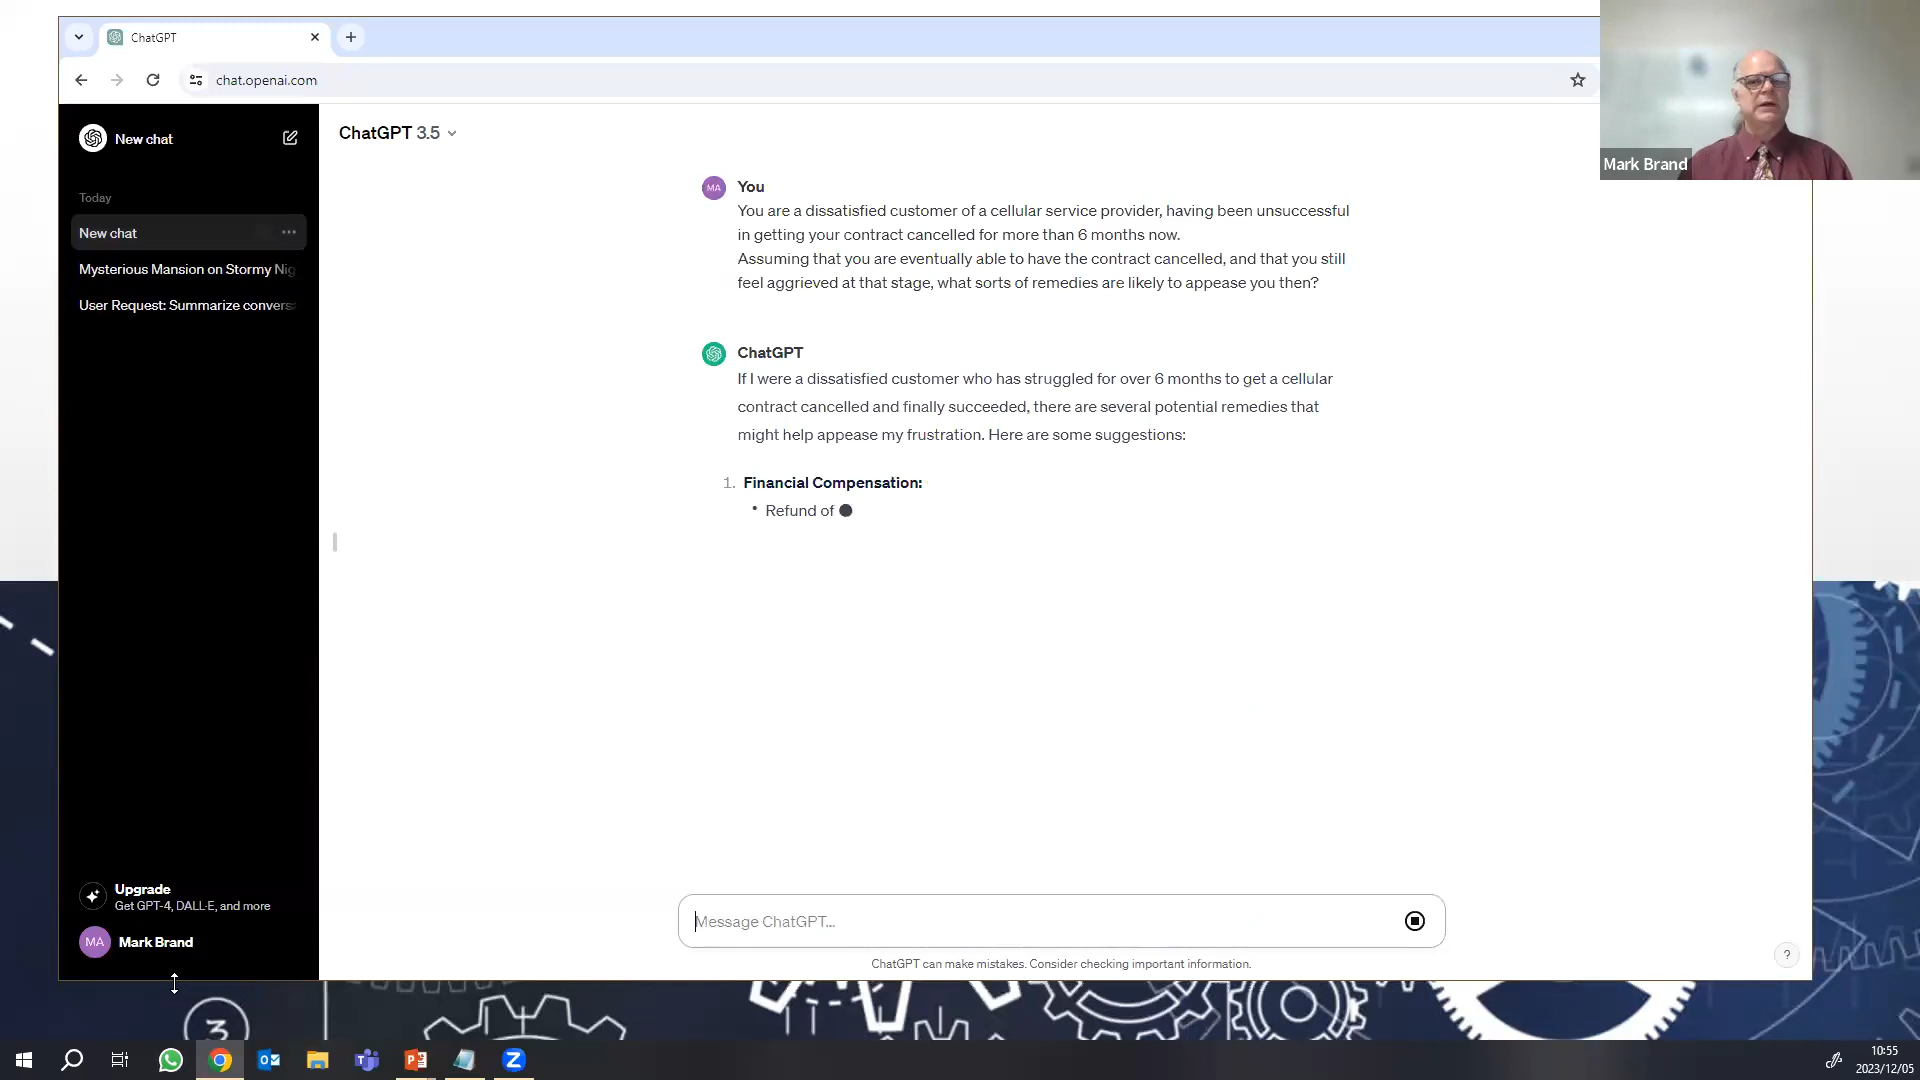 ChatGPT
chat.openai.com
Mark Brand
New chat
Today
New chat
Mysterious Mansion on Stormy Nig
User Request: Summarize convers
Upgrade
Get GPT-4, DALL·E, and more
MA
Mark Brand
ChatGPT 3.5
MA
You
You are a dissatisfied customer of a cellular service provider, having been unsuccessful
in getting your contract cancelled for more than 6 months now.
Assuming that you are eventually able to have the contract cancelled, and that you still
feel aggrieved at that stage, what sorts of remedies are likely to appease you then?
ChatGPT
If I were a dissatisfied customer who has struggled for over 6 months to get a cellular
contract cancelled and finally succeeded, there are several potential remedies that
might help appease my frustration. Here are some suggestions:
1. Financial Compensation:
• Refund of
Message ChatGPT...
ChatGPT can make mistakes. Consider checking important information.
?
3
10:55
2023/12/05